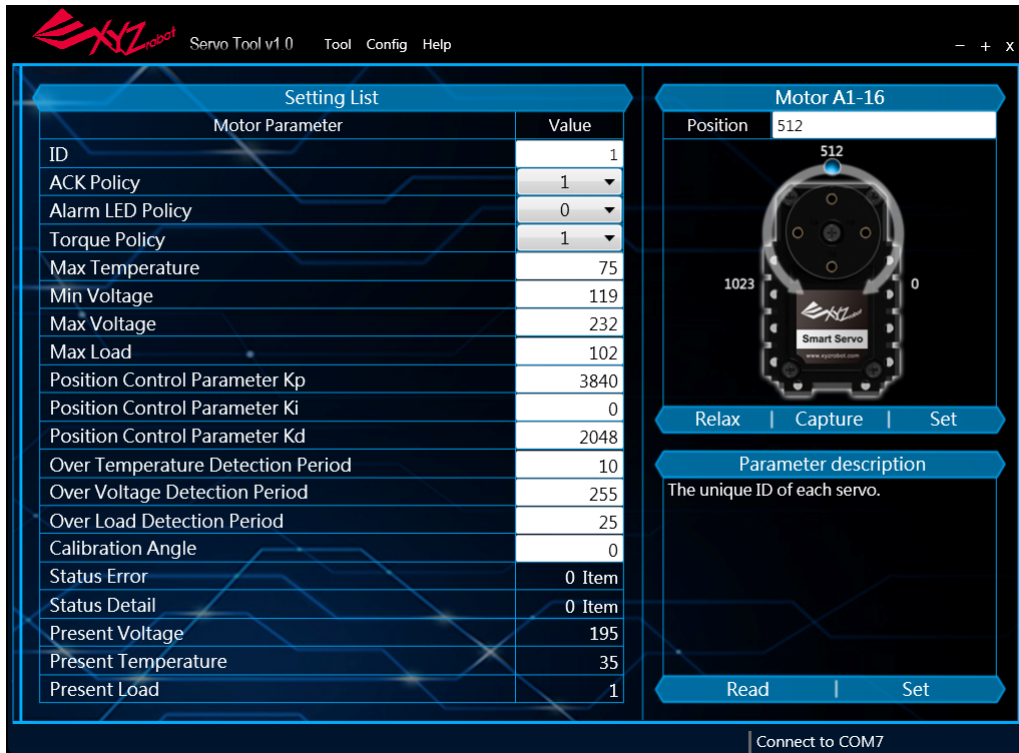 XYZrobot Servo Tool v1.0 Tool Config Help − + x
Setting List
Motor Parameter Value
ID 1
ACK Policy 1
Alarm LED Policy 0
Torque Policy 1
Max Temperature 75
Min Voltage 119
Max Voltage 232
Max Load 102
Position Control Parameter Kp 3840
Position Control Parameter Ki 0
Position Control Parameter Kd 2048
Over Temperature Detection Period 10
Over Voltage Detection Period 255
Over Load Detection Period 25
Calibration Angle 0
Status Error 0 Item
Status Detail 0 Item
Present Voltage 195
Present Temperature 35
Present Load 1
Motor A1-16
Position 512
512
1023 0
XYZrobot
Smart Servo
www.xyzrobot.com
Relax | Capture | Set
Parameter description
The unique ID of each servo.
Read | Set
Connect to COM7